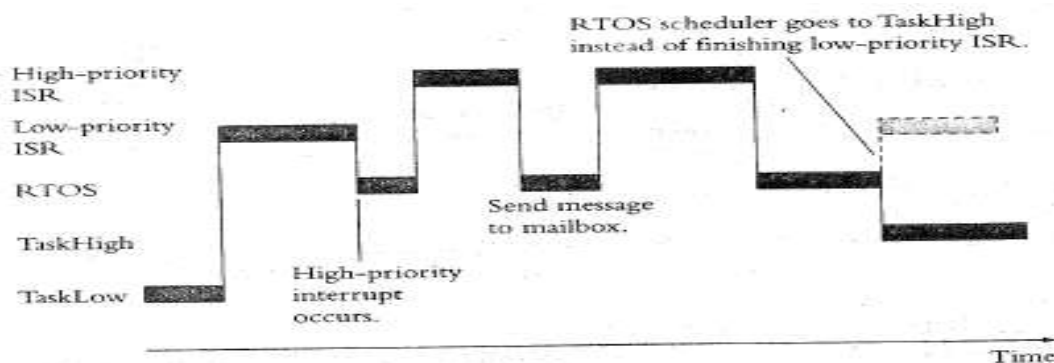 RTOS scheduler goes to TaskHigh
instead of finishing low-priority ISR.
High-priority
ISR
Low-priority
ISR
RTOS
Send message
to mailbox.
TaskHigh
High-priority
interrupt
occurs.
TaskLow
Time